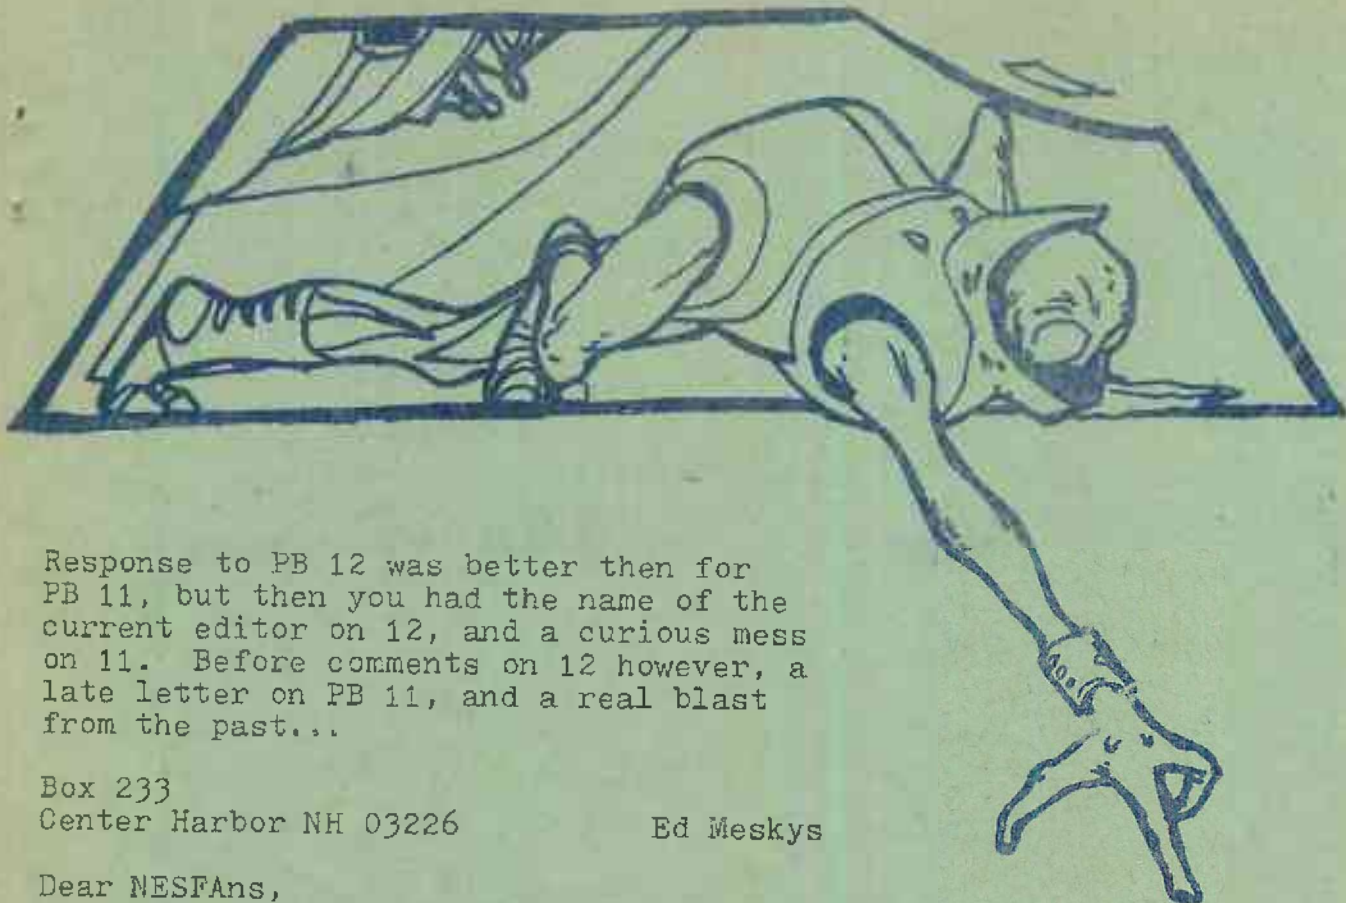 Response to PB 12 was better then for
PB 11, but then you had the name of the
current editor on 12, and a curious mess
on 11. Before comments on 12 however, a
late letter on PB 11, and a real blast
from the past...
Box 233
Center Harbor NH 03226 Ed Meskys
Dear NESFAns,